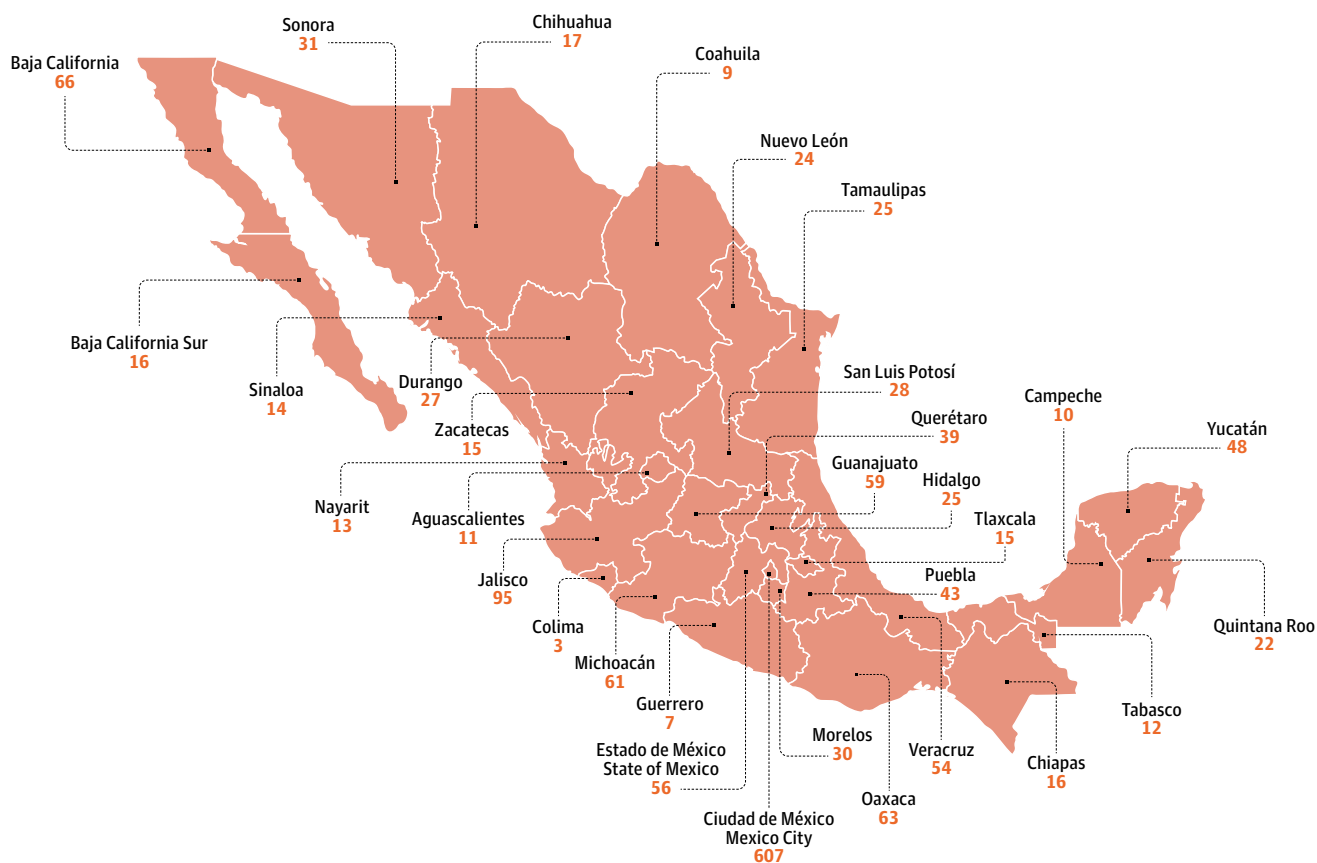 Sonora
31
Chihuahua
17
Coahuila
9
Baja California
66
Nuevo León
24
Tamaulipas
25
Baja California Sur
16
Sinaloa
14
Durango
27
Zacatecas
15
San Luis Potosí
28
Campeche
10
Querétaro
39
Yucatán
48
Guanajuato
59
Hidalgo
25
Nayarit
13
Aguascalientes
11
Tlaxcala
15
Jalisco
95
Puebla
43
Colima
3
Quintana Roo
22
Michoacán
61
Guerrero
7
Tabasco
12
Estado de México
State of Mexico
56
Morelos
30
Veracruz
54
Chiapas
16
Oaxaca
63
Ciudad de México
Mexico City
607